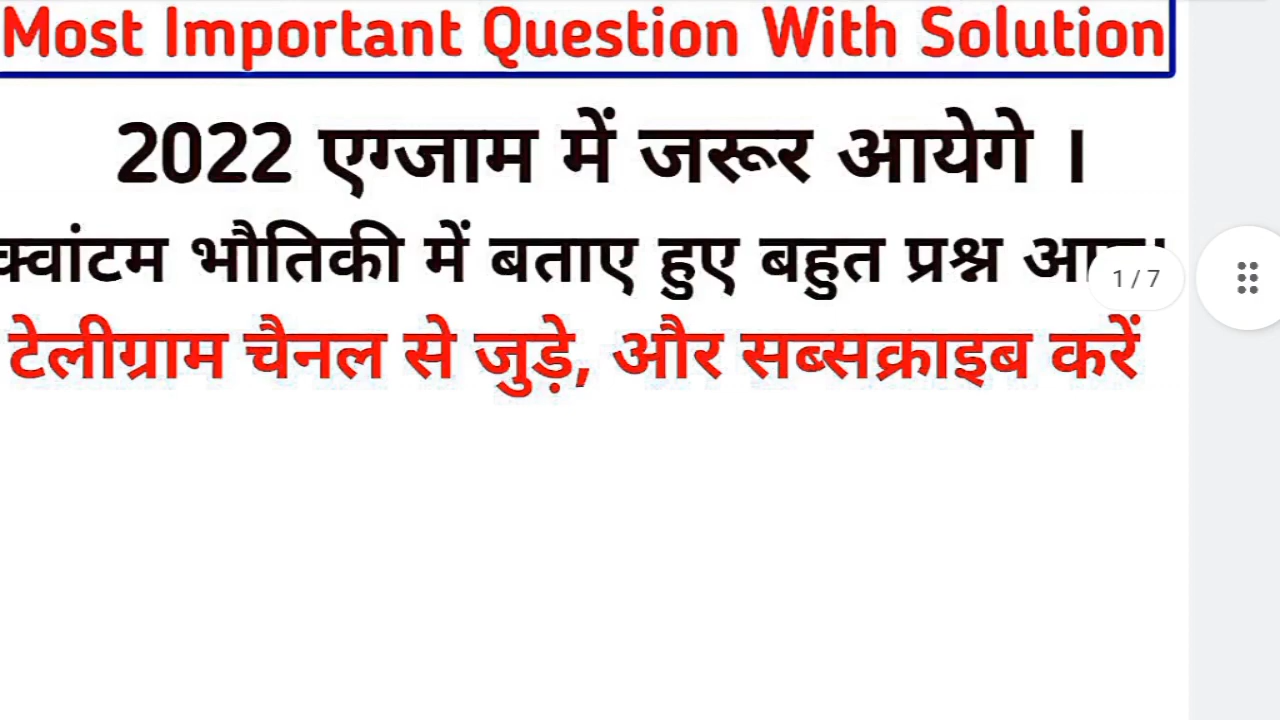 Most Important Question With Solution
2022 एग्जाम में जरूर आयेगे ।
क्वांटम भौतिकी में बताए हुए बहुत प्रश्न
1 / 7
टेलीग्राम चैनल से जुड़े, और सब्सक्राइब करें